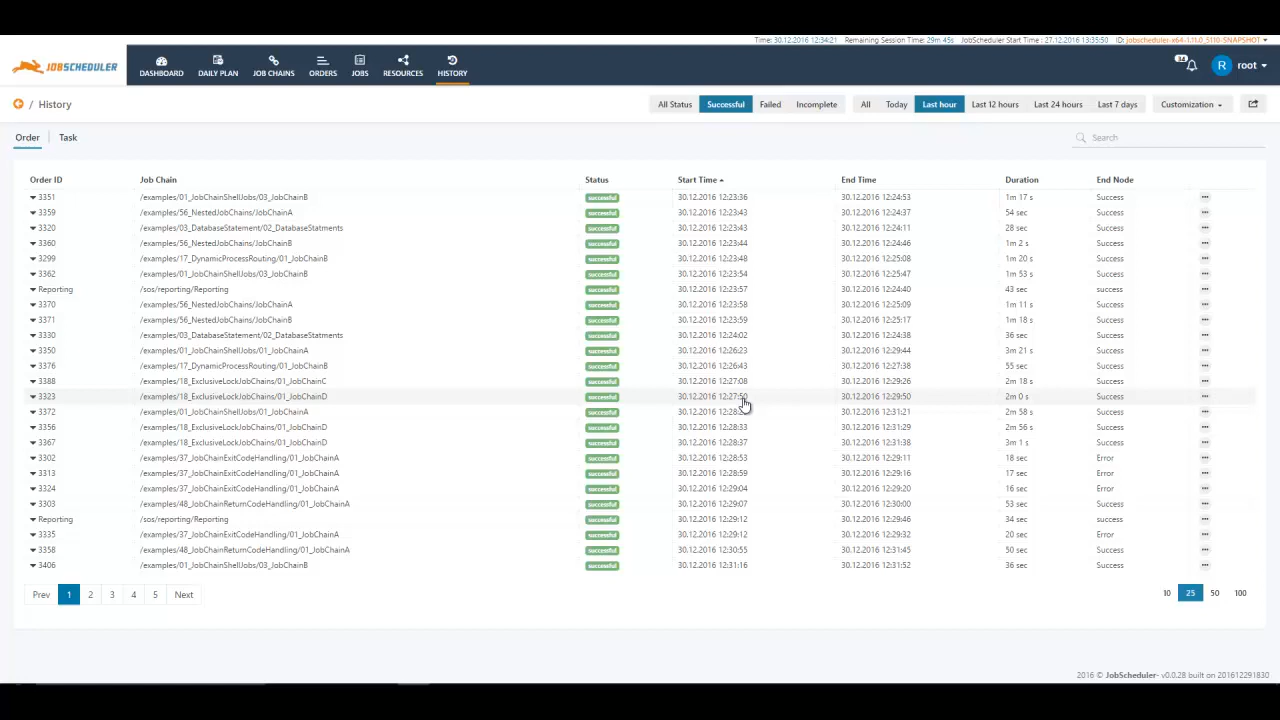 Time: 30.12.2016 12:34:21 Remaining Session Time: 29m 45s JobScheduler Start Time : 27.12.2016 13:35:50 ID: jobscheduler-x64-1.11.0_3110-SNAPSHOT
JOBSCHEDULER DASHBOARD DAILY PLAN JOB CHAINS ORDERS JOBS RESOURCES HISTORY R root
/ History All Status Successful Failed Incomplete All Today Last hour Last 12 hours Last 24 hours Last 7 days Customization
Order Task Search
Order ID Job Chain Status Start Time End Time Duration End Node
3351 /examples/01_JobChainShellJobs/03_JobChainB successful 30.12.2016 12:23:36 30.12.2016 12:24:53 1m 17 s Success
3359 /examples/56_NestedJobChains/JobChainA successful 30.12.2016 12:23:43 30.12.2016 12:24:37 54 sec Success
3320 /examples/03_DatabaseStatement/02_DatabaseStatments successful 30.12.2016 12:23:43 30.12.2016 12:24:11 28 sec Success
3360 /examples/56_NestedJobChains/JobChainB successful 30.12.2016 12:23:44 30.12.2016 12:24:46 1m 2 s Success
3299 /examples/17_DynamicProcessRouting/01_JobChainB successful 30.12.2016 12:23:48 30.12.2016 12:25:08 1m 20 s Success
3362 /examples/01_JobChainShellJobs/03_JobChainB successful 30.12.2016 12:23:54 30.12.2016 12:25:47 1m 53 s Success
Reporting /sos/reporting/Reporting successful 30.12.2016 12:23:57 30.12.2016 12:24:40 43 sec success
3370 /examples/56_NestedJobChains/JobChainA successful 30.12.2016 12:23:58 30.12.2016 12:25:09 1m 11 s Success
3371 /examples/56_NestedJobChains/JobChainB successful 30.12.2016 12:23:59 30.12.2016 12:25:17 1m 18 s Success
3330 /examples/03_DatabaseStatement/02_DatabaseStatments successful 30.12.2016 12:24:02 30.12.2016 12:24:38 36 sec Success
3350 /examples/01_JobChainShellJobs/01_JobChainA successful 30.12.2016 12:26:23 30.12.2016 12:29:44 3m 21 s Success
3376 /examples/17_DynamicProcessRouting/01_JobChainB successful 30.12.2016 12:26:43 30.12.2016 12:27:38 55 sec Success
3388 /examples/18_ExclusiveLockJobChains/01_JobChainC successful 30.12.2016 12:27:08 30.12.2016 12:29:26 2m 18 s Success
3323 /examples/18_ExclusiveLockJobChains/01_JobChainD successful 30.12.2016 12:27:50 30.12.2016 12:29:50 2m 0 s Success
3372 /examples/01_JobChainShellJobs/01_JobChainA successful 30.12.2016 12:28: 30.12.2016 12:31:21 2m 58 s Success
3356 /examples/18_ExclusiveLockJobChains/01_JobChainD successful 30.12.2016 12:28:33 30.12.2016 12:31:29 2m 56 s Success
3367 /examples/18_ExclusiveLockJobChains/01_JobChainD successful 30.12.2016 12:28:37 30.12.2016 12:31:38 3m 1 s Success
3302 /examples/37_JobChainExitCodeHandling/01_JobChainA successful 30.12.2016 12:28:53 30.12.2016 12:29:11 18 sec Error
3313 /examples/37_JobChainExitCodeHandling/01_JobChainA successful 30.12.2016 12:28:59 30.12.2016 12:29:16 17 sec Error
3324 /examples/37_JobChainExitCodeHandling/01_JobChainA successful 30.12.2016 12:29:04 30.12.2016 12:29:20 16 sec Error
3303 /examples/48_JobChainReturnCodeHandling/01_JobChainA successful 30.12.2016 12:29:07 30.12.2016 12:30:00 53 sec Success
Reporting /sos/reporting/Reporting successful 30.12.2016 12:29:12 30.12.2016 12:29:46 34 sec success
3335 /examples/37_JobChainExitCodeHandling/01_JobChainA successful 30.12.2016 12:29:12 30.12.2016 12:29:32 20 sec Error
3358 /examples/48_JobChainReturnCodeHandling/01_JobChainA successful 30.12.2016 12:30:55 30.12.2016 12:31:45 50 sec Success
3406 /examples/01_JobChainShellJobs/03_JobChainB successful 30.12.2016 12:31:16 30.12.2016 12:31:52 36 sec Success
Prev 1 2 3 4 5 Next 10 25 50 100
2016 © JobScheduler- v0.0.28 built on 201612291830